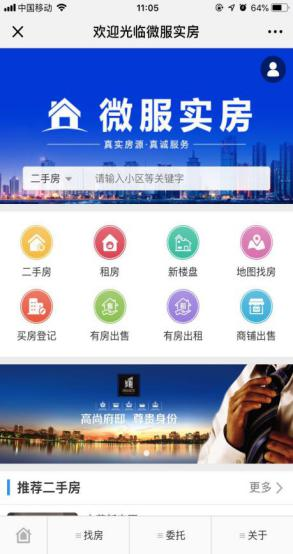 中国移动
11:05
64%
欢迎光临微服实房
微服实房
真实房源·真诚服务
二手房 请输入小区等关键字
二手房 租房 新楼盘 地图找房
买房登记 有房出售 有房出租 商铺出售
高尚府邸 尊贵身份
推荐二手房 更多 >
找房 委托 关于